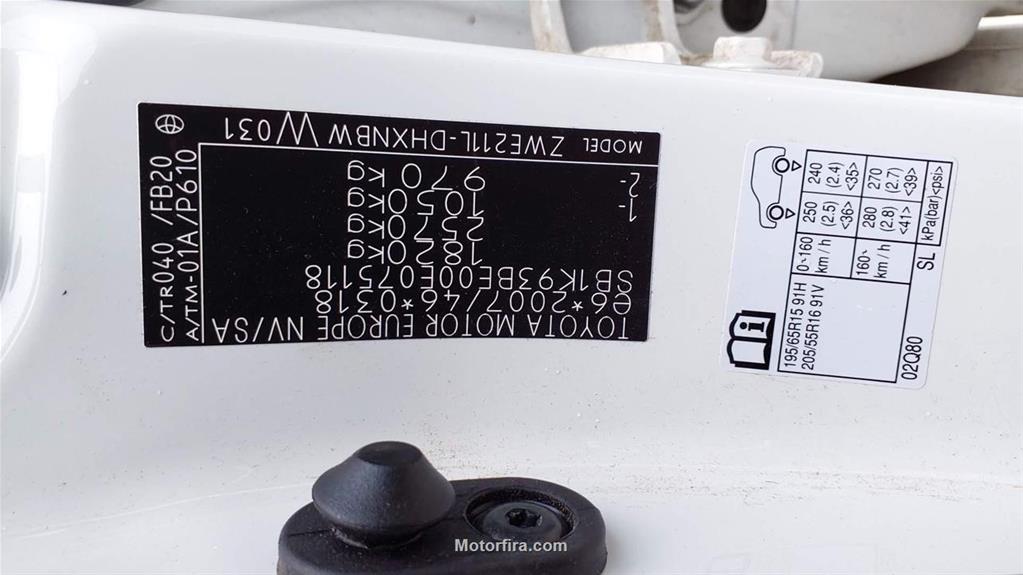 TOYOTA MOTOR EUROPE NV/SA
e6*2007/46*0318
SB1K93BE00E075118
1820 kg
2570 kg
1- 1050 kg
2- 970 kg
MODEL ZWE211L-DHXNBW W031
C/TR 040 /FB20
A/TM-01A/P610
195/65R15 91H
205/55R16 91V
0~160 km/h
250 (2.5) <36>
240 (2.4) <35>
160~ km/h
280 (2.8) <41>
270 (2.7) <39>
02Q80 SL kPa(bar)<psi>
Motorfira.com